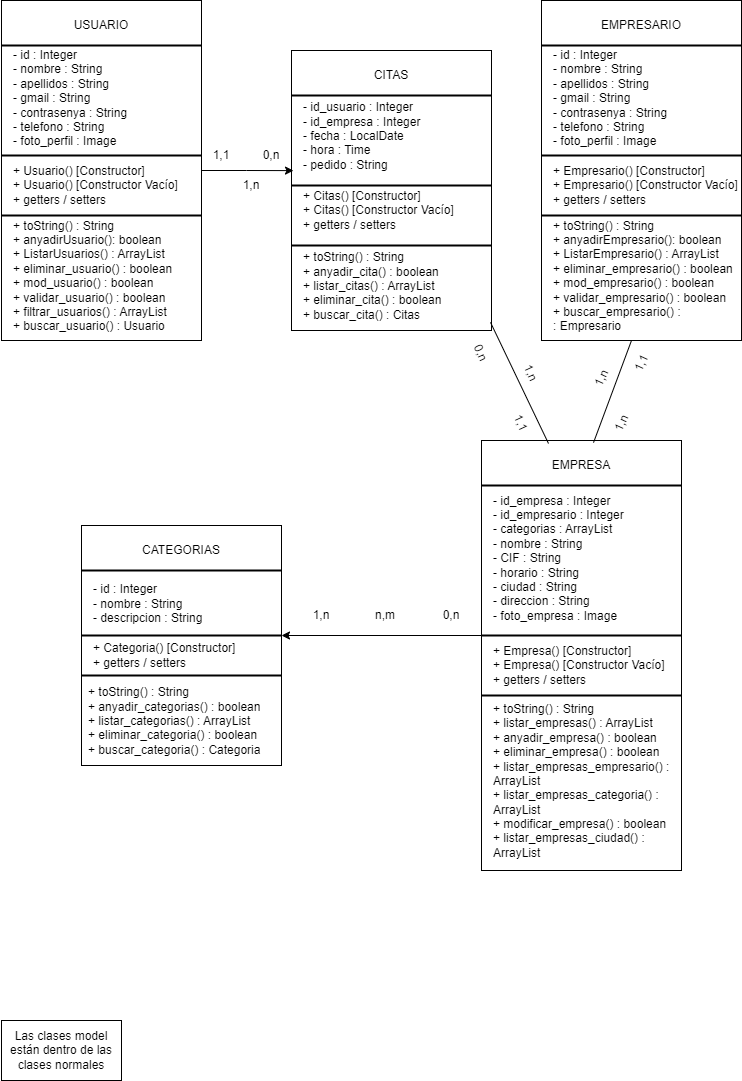 USUARIO
- id : Integer
- nombre : String
- apellidos : String
- gmail : String
- contrasenya : String
- telefono : String
- foto_perfil : Image
+ Usuario() [Constructor]
+ Usuario() [Constructor Vacío]
+ getters / setters
+ toString() : String
+ anyadirUsuario(): boolean
+ ListarUsuarios() : ArrayList
+ eliminar_usuario() : boolean
+ mod_usuario() : boolean
+ validar_usuario() : boolean
+ filtrar_usuarios() : ArrayList
+ buscar_usuario() : Usuario
1,1
0,n
1,n
CITAS
- id_usuario : Integer
- id_empresa : Integer
- fecha : LocalDate
- hora : Time
- pedido : String
+ Citas() [Constructor]
+ Citas() [Constructor Vacío]
+ getters / setters
+ toString() : String
+ anyadir_cita() : boolean
+ listar_citas() : ArrayList
+ eliminar_cita() : boolean
+ buscar_cita() : Citas
EMPRESARIO
- id : Integer
- nombre : String
- apellidos : String
- gmail : String
- contrasenya : String
- telefono : String
- foto_perfil : Image
+ Empresario() [Constructor]
+ Empresario() [Constructor Vacío]
+ getters / setters
+ toString() : String
+ anyadirEmpresario(): boolean
+ ListarEmpresario() : ArrayList
+ eliminar_empresario() : boolean
+ mod_empresario() : boolean
+ validar_empresario() : boolean
+ buscar_empresario() :
: Empresario
0,n
1,n
1,1
1,1
1,n
1,n
EMPRESA
- id_empresa : Integer
- id_empresario : Integer
- categorias : ArrayList
- nombre : String
- CIF : String
- horario : String
- ciudad : String
- direccion : String
- foto_empresa : Image
+ Empresa() [Constructor]
+ Empresa() [Constructor Vacío]
+ getters / setters
+ toString() : String
+ listar_empresas() : ArrayList
+ anyadir_empresa() : boolean
+ eliminar_empresa() : boolean
+ listar_empresas_empresario() :
ArrayList
+ listar_empresas_categoria() :
ArrayList
+ modificar_empresa() : boolean
+ listar_empresas_ciudad() :
ArrayList
CATEGORIAS
- id : Integer
- nombre : String
- descripcion : String
+ Categoria() [Constructor]
+ getters / setters
+ toString() : String
+ anyadir_categorias() : boolean
+ listar_categorias() : ArrayList
+ eliminar_categoria() : boolean
+ buscar_categoria() : Categoria
1,n
n,m
0,n
Las clases model
están dentro de las
clases normales